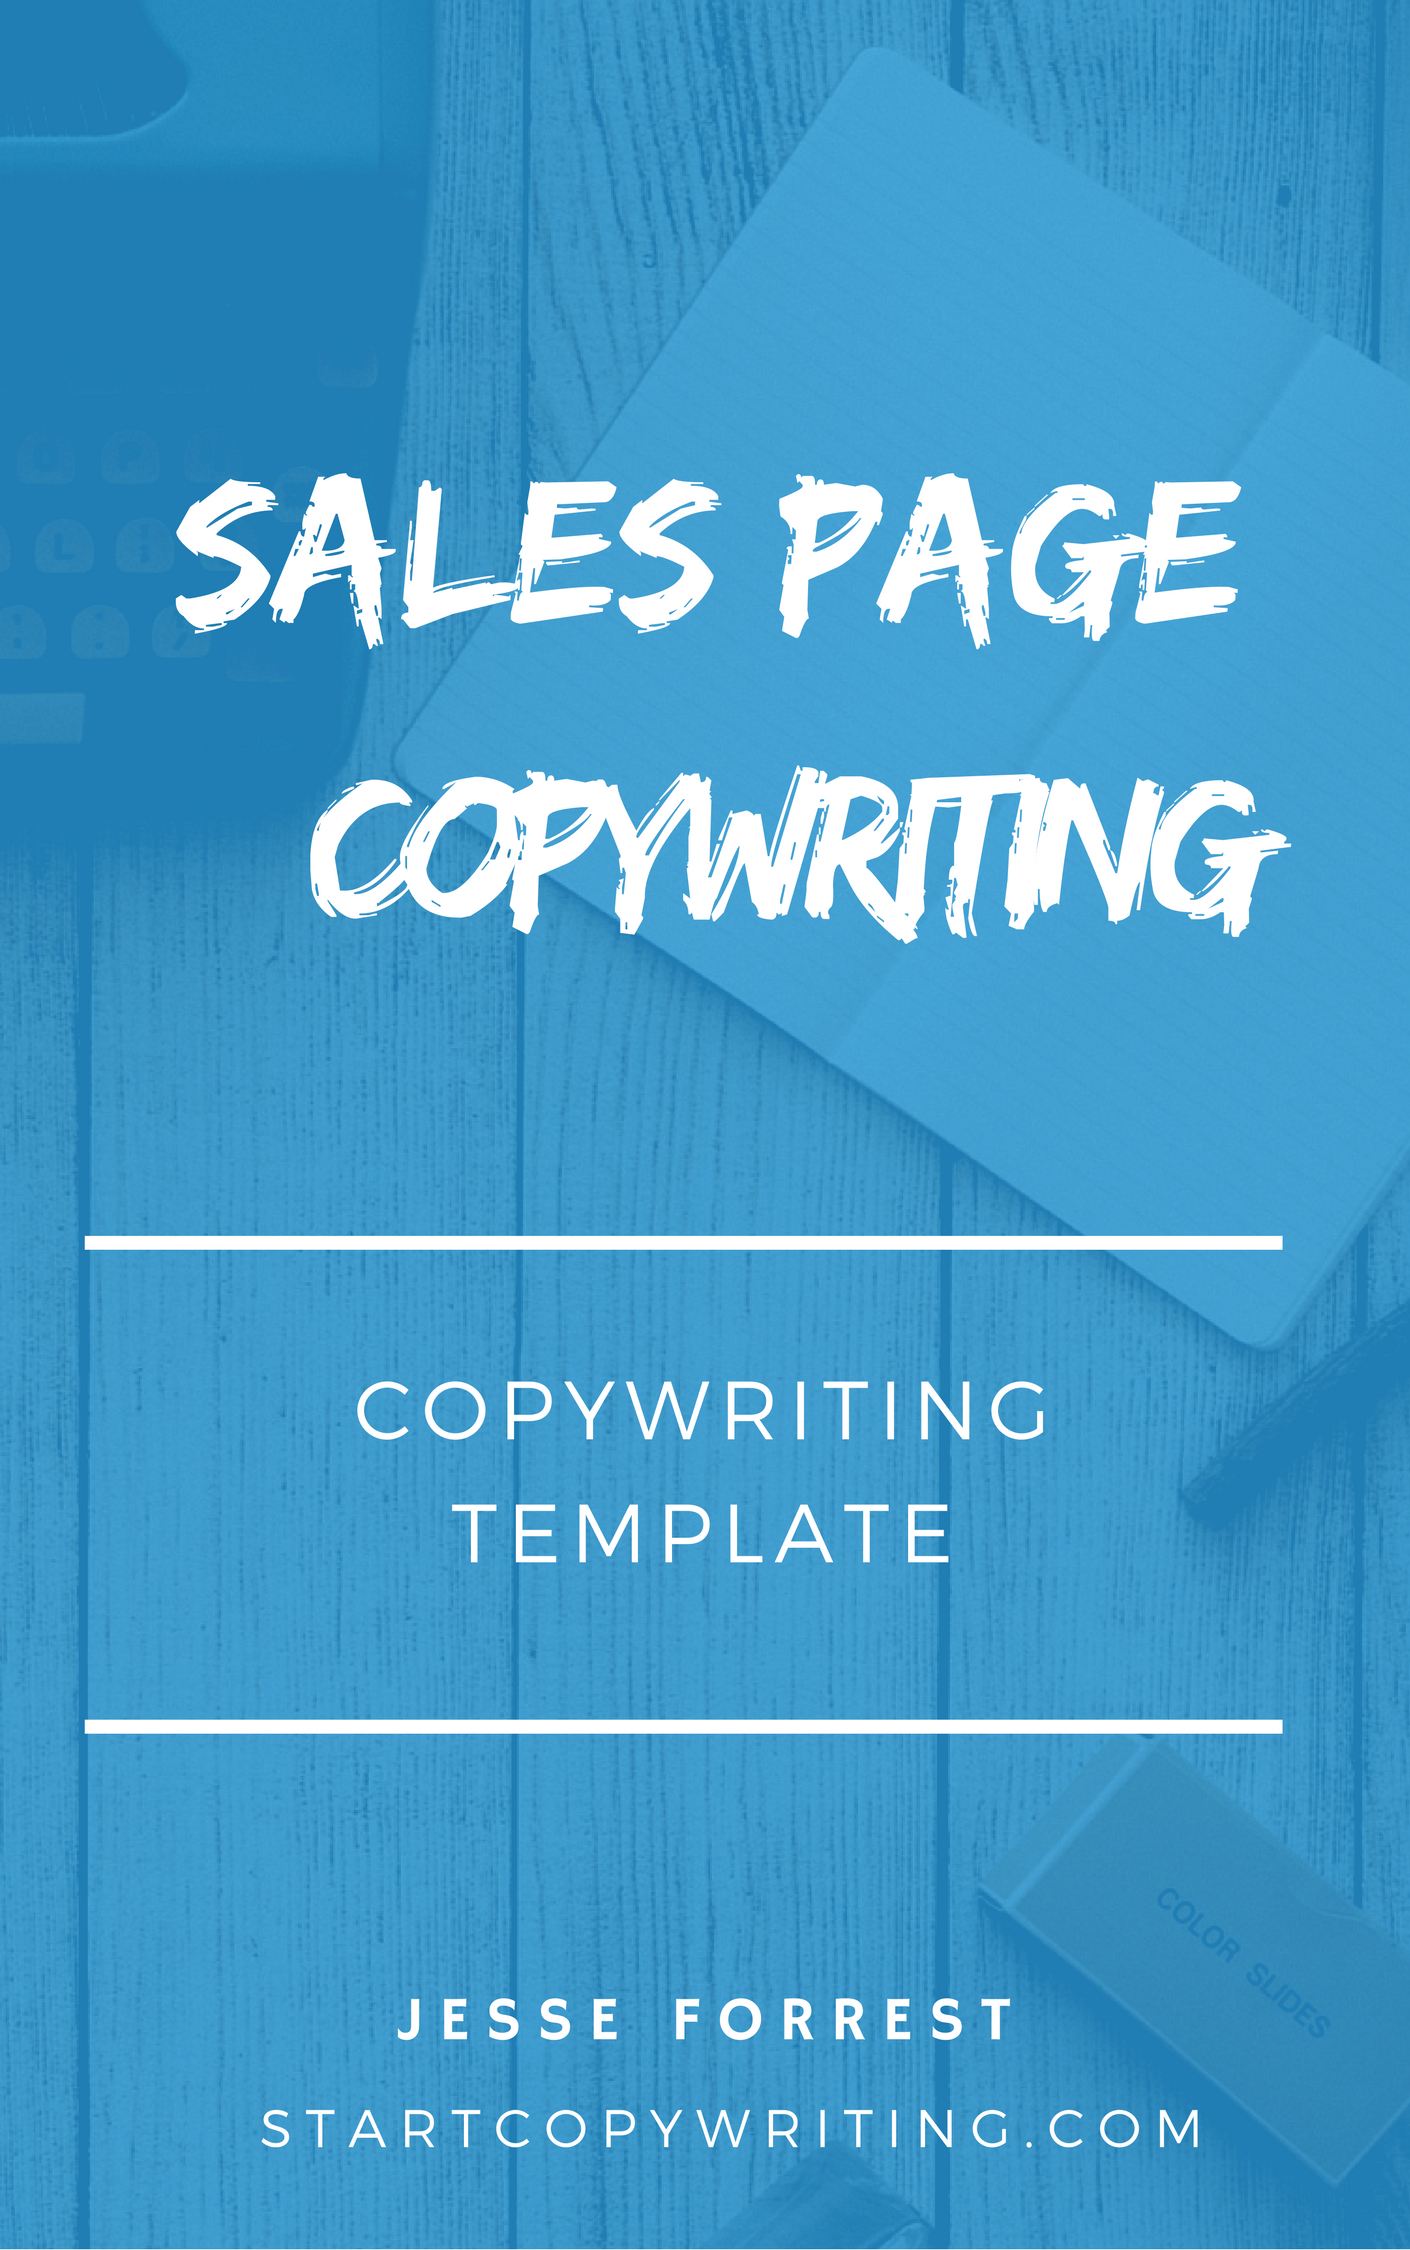 SALES PAGE
COPYWRITING
COPYWRITING
TEMPLATE
COLOR SLIDES
JESSE FORREST
STARTCOPYWRITING.COM